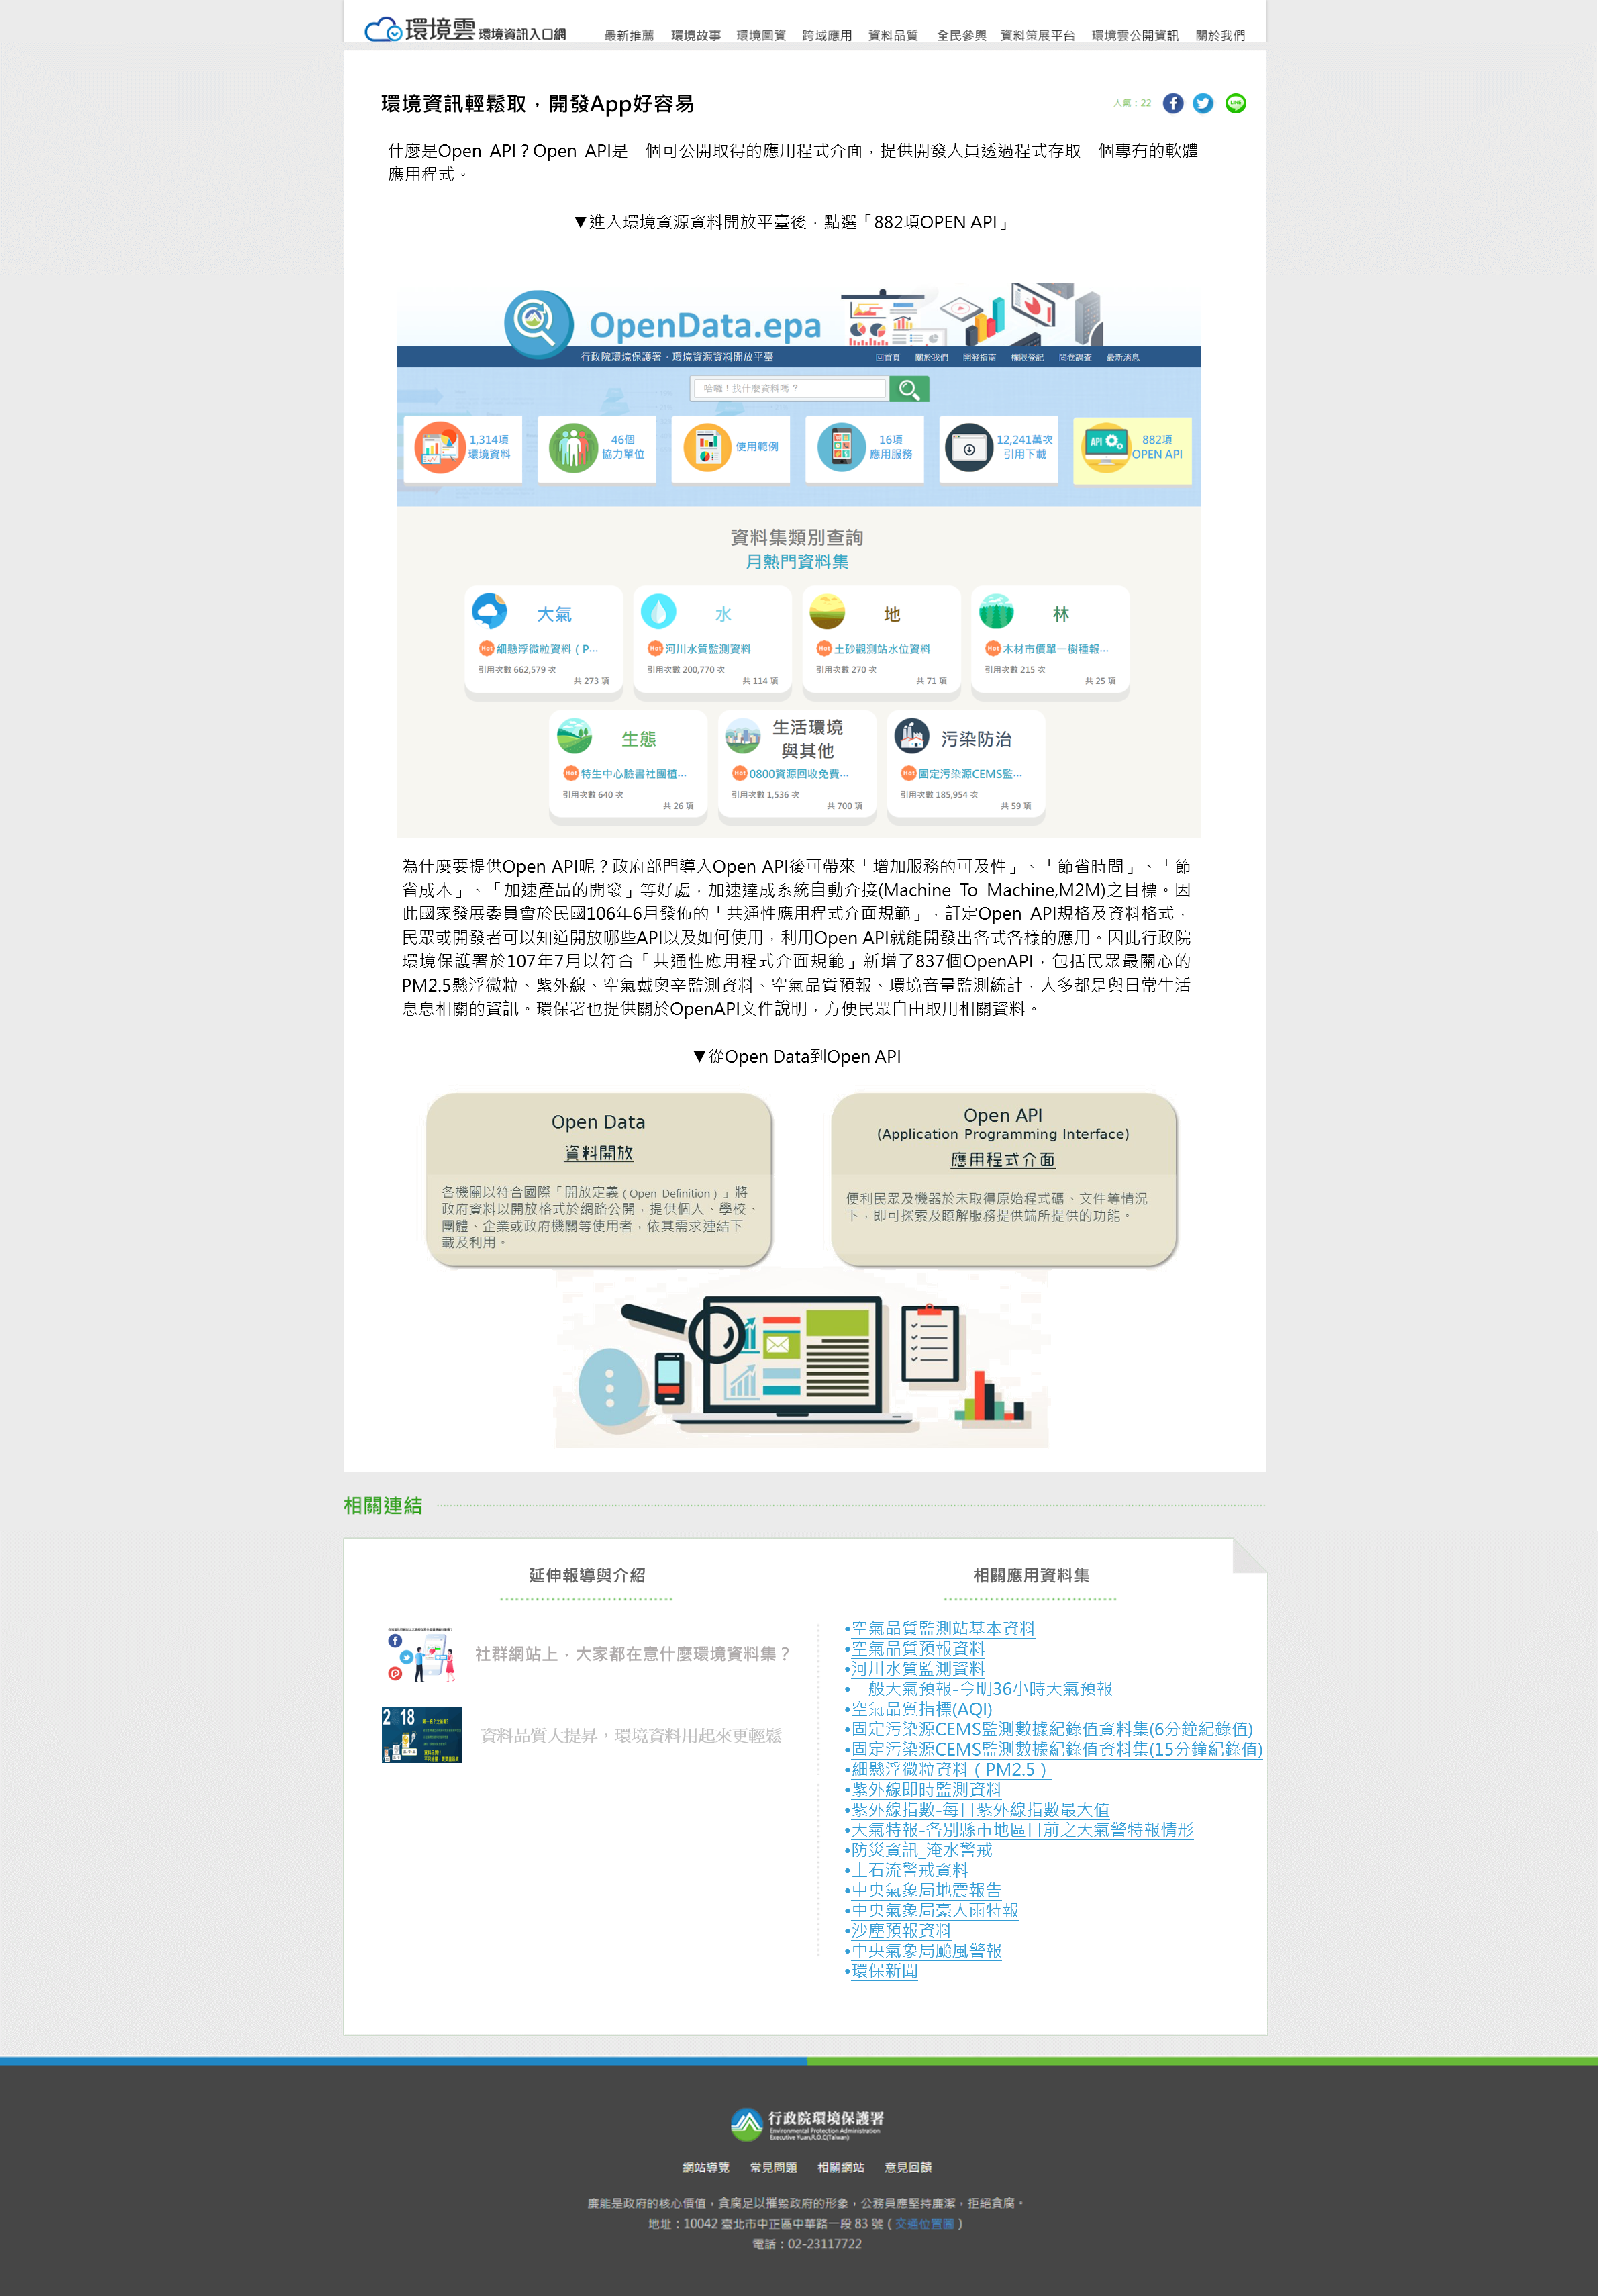 環境雲 環境資訊入口網 最新推薦 環境故事 環境圖資 跨域應用 資料品質 全民參與 資料策展平台 環境雲公開資訊 關於我們
環境資訊輕鬆取，開發App好容易
人氣：22
什麼是Open API？Open API是一個可公開取得的應用程式介面，提供開發人員透過程式存取一個專有的軟體
應用程式。
▼進入環境資源資料開放平臺後，點選「882項OPEN API」
OpenData.epa
行政院環境保護署。環境資源資料開放平臺 回首頁 關於我們 開發指南 權限登記 問卷調查 最新消息
哈囉！找什麼資料嗎？
1,314項
環境資料
46個
協力單位
使用範例
16項
應用服務
12,241萬次
引用下載
API
882項
OPEN API
資料集類別查詢
月熱門資料集
大氣
Hot 細懸浮微粒資料（P...
引用次數 662,579 次
共 273 項
水
Hot 河川水質監測資料
引用次數 200,770 次
共 114 項
地
Hot 土砂觀測站水位資料
引用次數 270 次
共 71 項
林
Hot 木材市價單一樹種報...
引用次數 215 次
共 25 項
生態
Hot 特生中心臉書社團植...
引用次數 640 次
共 26 項
生活環境
與其他
Hot 0800資源回收免費...
引用次數 1,536 次
共 700 項
污染防治
Hot 固定污染源CEMS監...
引用次數 185,954 次
共 59 項
為什麼要提供Open API呢？政府部門導入Open API後可帶來「增加服務的可及性」、「節省時間」、「節
省成本」、「加速產品的開發」等好處，加速達成系統自動介接(Machine To Machine,M2M)之目標。因
此國家發展委員會於民國106年6月發佈的「共通性應用程式介面規範」，訂定Open API規格及資料格式，
民眾或開發者可以知道開放哪些API以及如何使用，利用Open API就能開發出各式各樣的應用。因此行政院
環境保護署於107年7月以符合「共通性應用程式介面規範」新增了837個OpenAPI，包括民眾最關心的
PM2.5懸浮微粒、紫外線、空氣戴奧辛監測資料、空氣品質預報、環境音量監測統計，大多都是與日常生活
息息相關的資訊。環保署也提供關於OpenAPI文件說明，方便民眾自由取用相關資料。
▼從Open Data到Open API
Open Data
資料開放
各機關以符合國際「開放定義（Open Definition）」將
政府資料以開放格式於網路公開，提供個人、學校、
團體、企業或政府機關等使用者，依其需求連結下
載及利用。
Open API
(Application Programming Interface)
應用程式介面
便利民眾及機器於未取得原始程式碼、文件等情況
下，即可探索及瞭解服務提供端所提供的功能。
相關連結
延伸報導與介紹
社群網站上，大家都在意什麼環境資料集？
2 18
資料品質大提昇，環境資料用起來更輕鬆
相關應用資料集
•空氣品質監測站基本資料
•空氣品質預報資料
•河川水質監測資料
•一般天氣預報-今明36小時天氣預報
•空氣品質指標(AQI)
•固定污染源CEMS監測數據紀錄值資料集(6分鐘紀錄值)
•固定污染源CEMS監測數據紀錄值資料集(15分鐘紀錄值)
•細懸浮微粒資料（PM2.5）
•紫外線即時監測資料
•紫外線指數-每日紫外線指數最大值
•天氣特報-各別縣市地區目前之天氣警特報情形
•防災資訊_淹水警戒
•土石流警戒資料
•中央氣象局地震報告
•中央氣象局豪大雨特報
•沙塵預報資料
•中央氣象局颱風警報
•環保新聞
行政院環境保護署
Environmental Protection Administration
Executive Yuan,R.O.C(Taiwan)
網站導覽 常見問題 相關網站 意見回饋
廉能是政府的核心價值，貪腐足以摧毀政府的形象，公務員應堅持廉潔，拒絕貪腐。
地址：10042 臺北市中正區中華路一段 83 號（交通位置圖）
電話：02-23117722